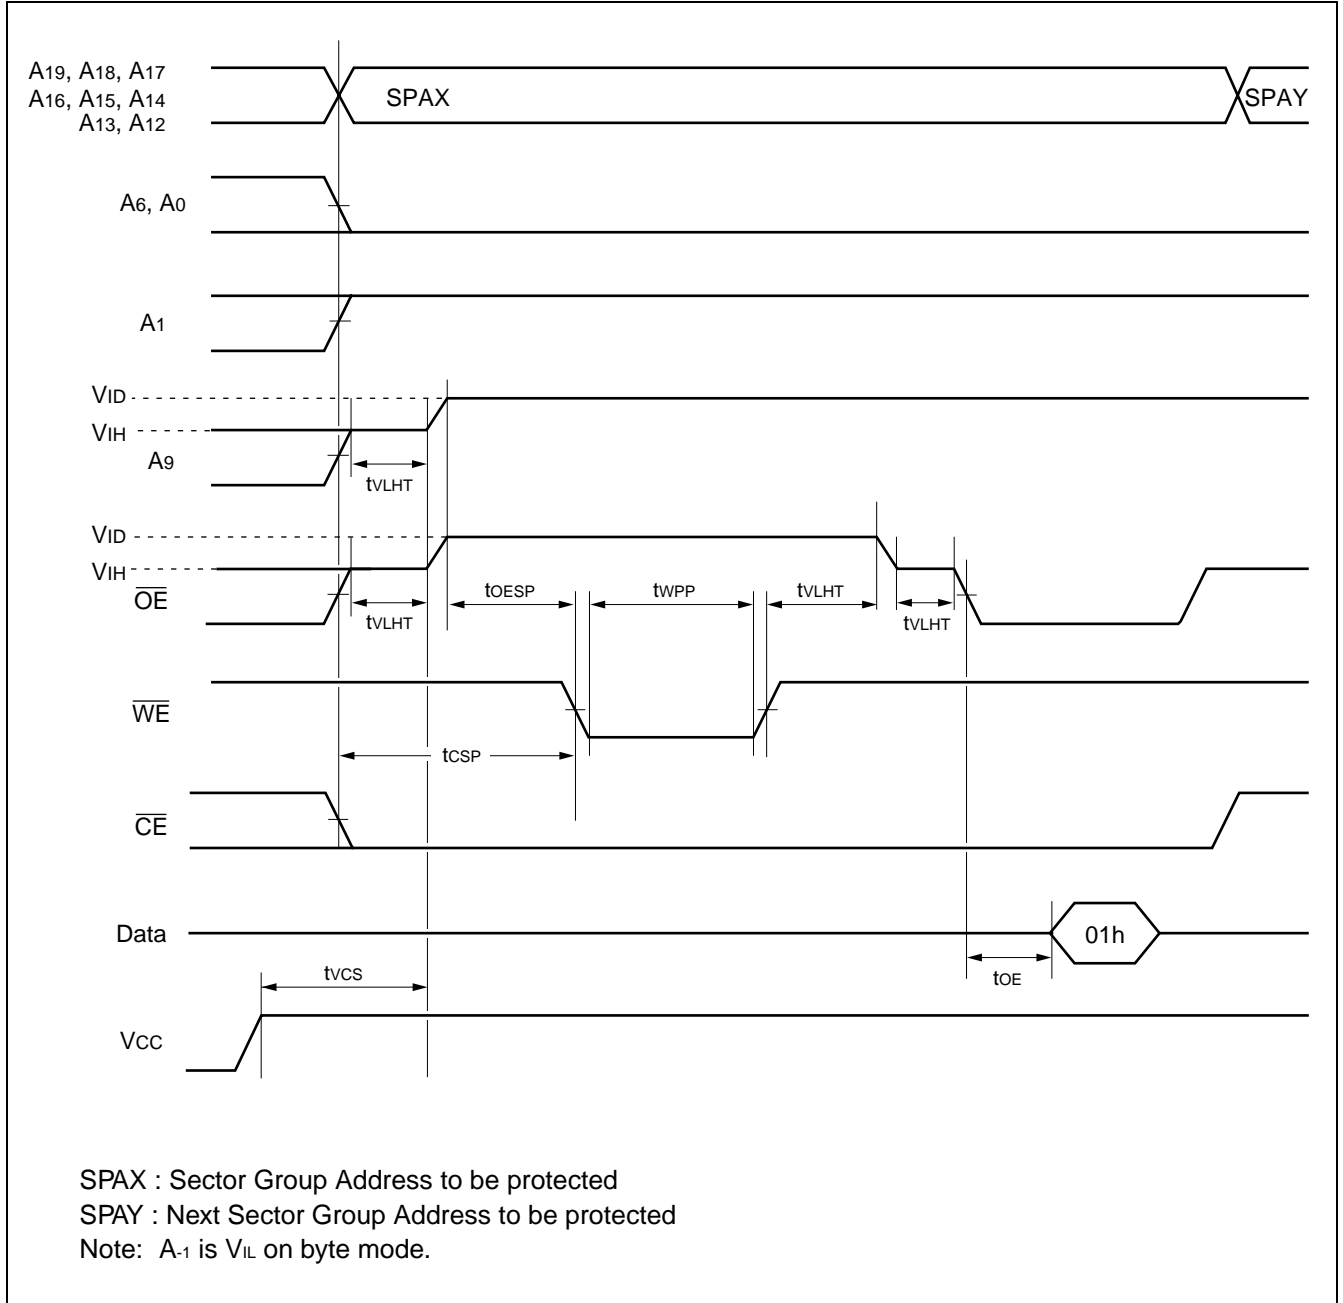 A19, A18, A17
A16, A15, A14
A13, A12
SPAX
SPAY
A6, A0
A1
VID
VIH
A9
tVLHT
VID
VIH
OE
tVLHT
tOESP
tWPP
tVLHT
tVLHT
WE
tCSP
CE
Data
01h
tOE
tVCS
VCC
SPAX : Sector Group Address to be protected
SPAY : Next Sector Group Address to be protected
Note: A-1 is VIL on byte mode.